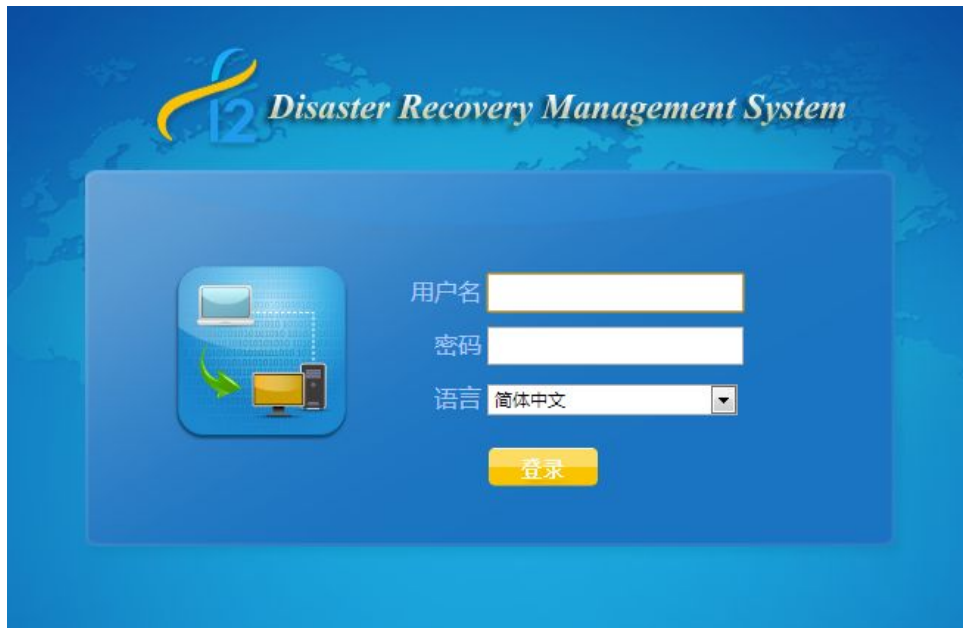 i2 Disaster Recovery Management System
用户名
密码
语言 简体中文
登录